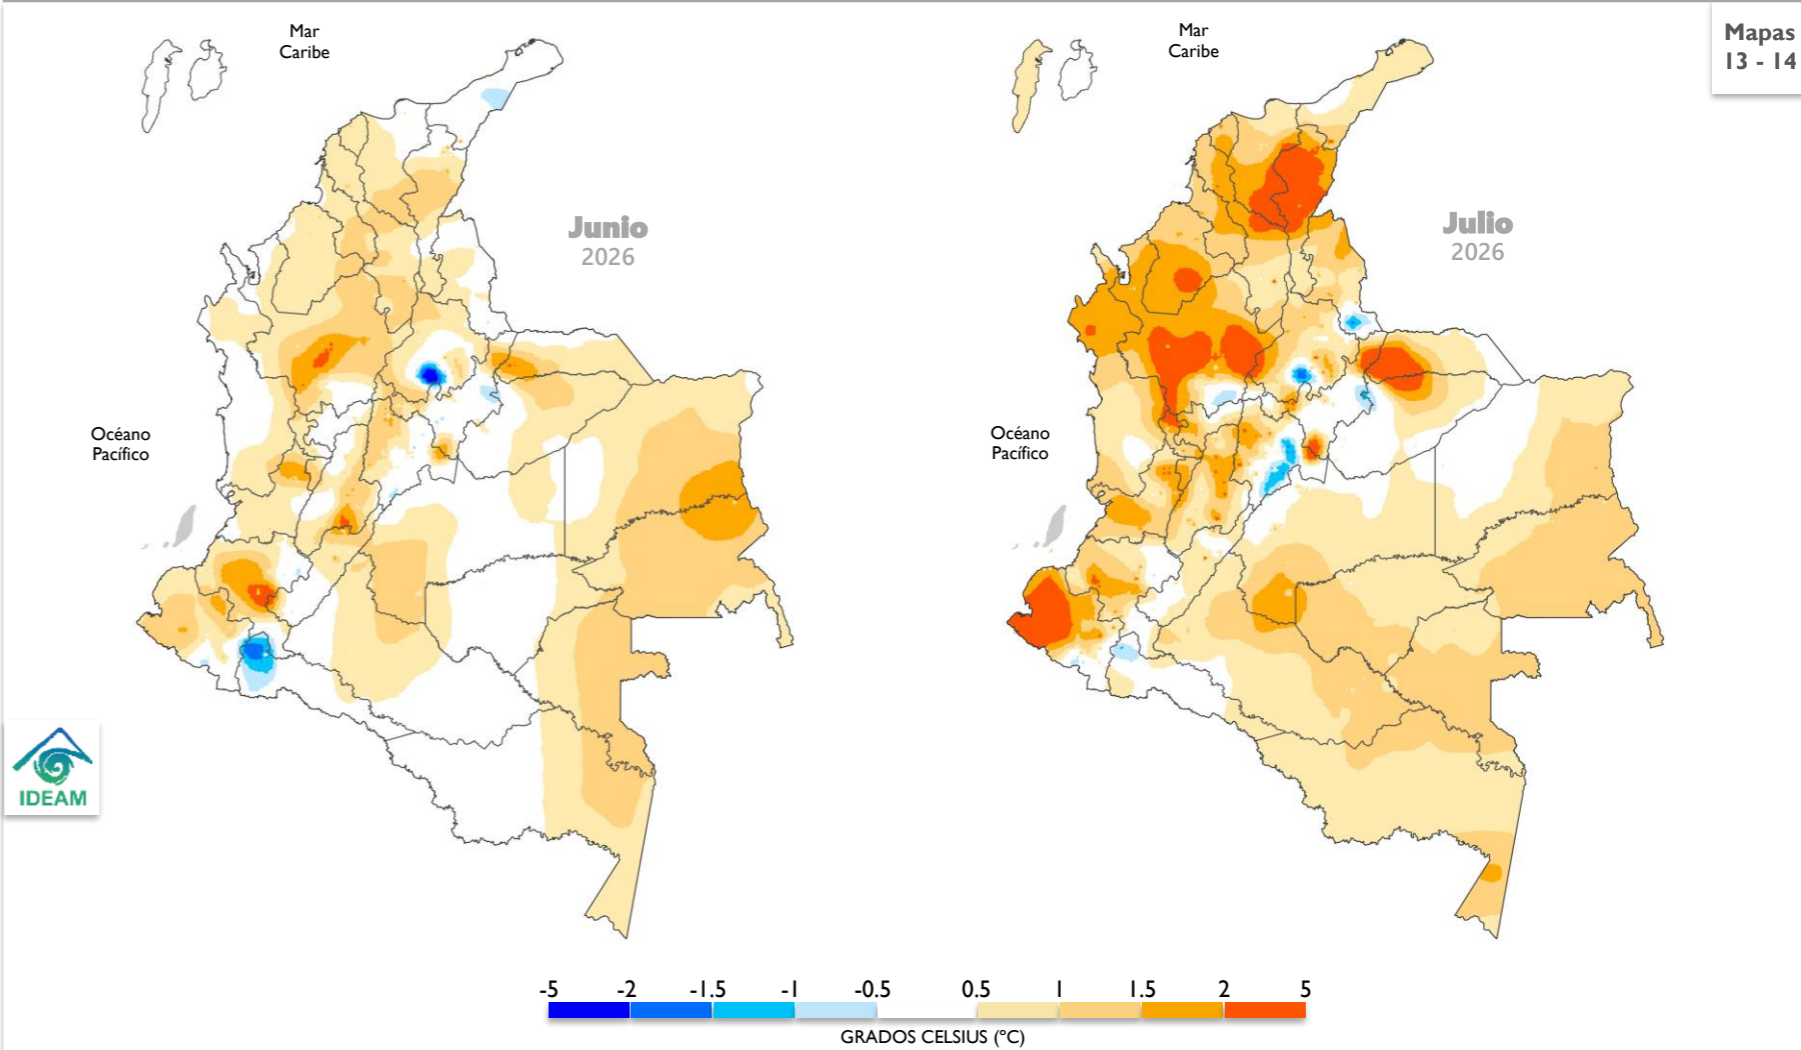 Mar
Caribe
Mar
Caribe
Mapas
13 - 14
Junio
2026
Julio
2026
Océano
Pacífico
Océano
Pacífico
IDEAM
-5 -2 -1.5 -1 -0.5 0.5 1 1.5 2 5
GRADOS CELSIUS (°C)